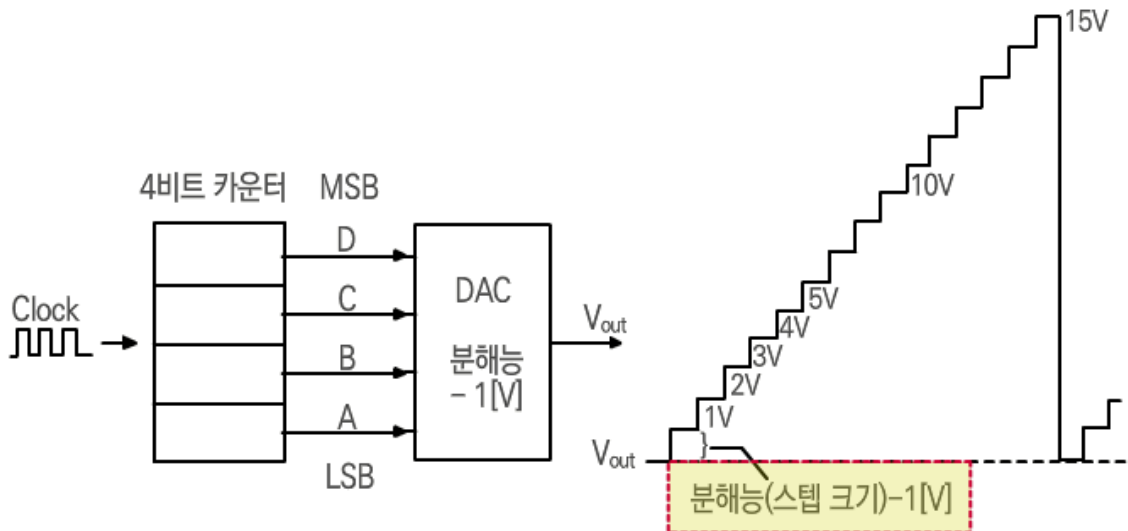 4비트 카운터
MSB
Clock
D
C
B
A
LSB
DAC
분해능
- 1[V]
Vout
15V
10V
5V
4V
3V
2V
1V
Vout
분해능(스텝 크기)-1[V]